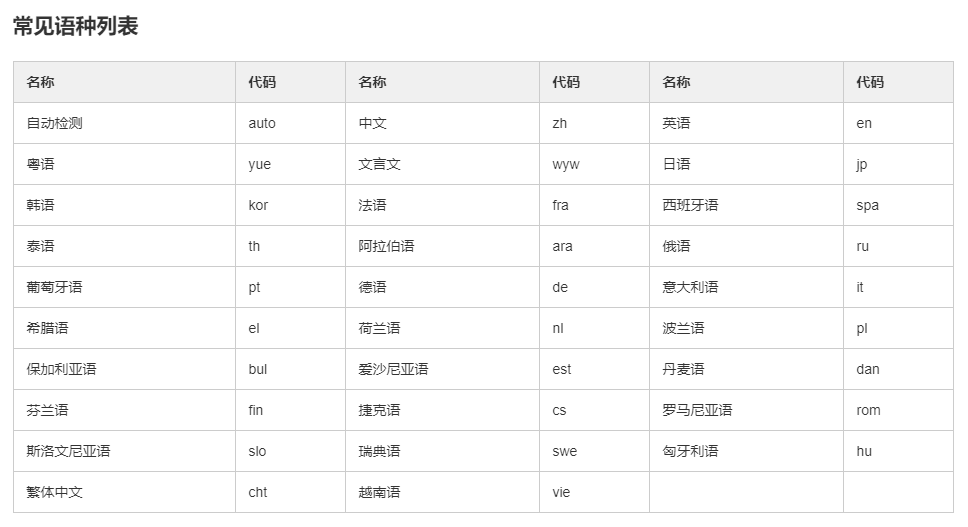 常见语种列表
名称 代码 名称 代码 名称 代码
自动检测 auto 中文 zh 英语 en
粤语 yue 文言文 wyw 日语 jp
韩语 kor 法语 fra 西班牙语 spa
泰语 th 阿拉伯语 ara 俄语 ru
葡萄牙语 pt 德语 de 意大利语 it
希腊语 el 荷兰语 nl 波兰语 pl
保加利亚语 bul 爱沙尼亚语 est 丹麦语 dan
芬兰语 fin 捷克语 cs 罗马尼亚语 rom
斯洛文尼亚语 slo 瑞典语 swe 匈牙利语 hu
繁体中文 cht 越南语 vie